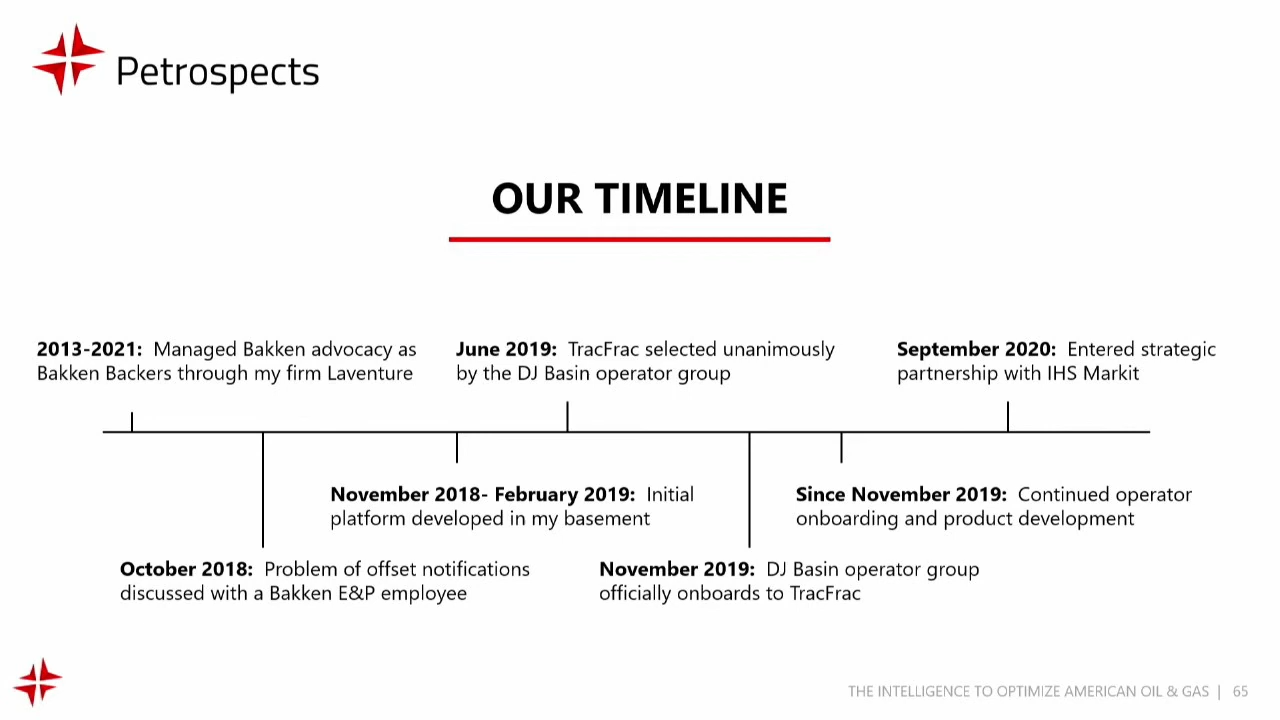 Petrospects
OUR TIMELINE
2013-2021: Managed Bakken advocacy as
Bakken Backers through my firm Laventure
June 2019: TracFrac selected unanimously
by the DJ Basin operator group
September 2020: Entered strategic
partnership with IHS Markit
November 2018- February 2019: Initial
platform developed in my basement
Since November 2019: Continued operator
onboarding and product development
October 2018: Problem of offset notifications
discussed with a Bakken E&P employee
November 2019: DJ Basin operator group
officially onboards to TracFrac
THE INTELLIGENCE TO OPTIMIZE AMERICAN OIL & GAS | 65